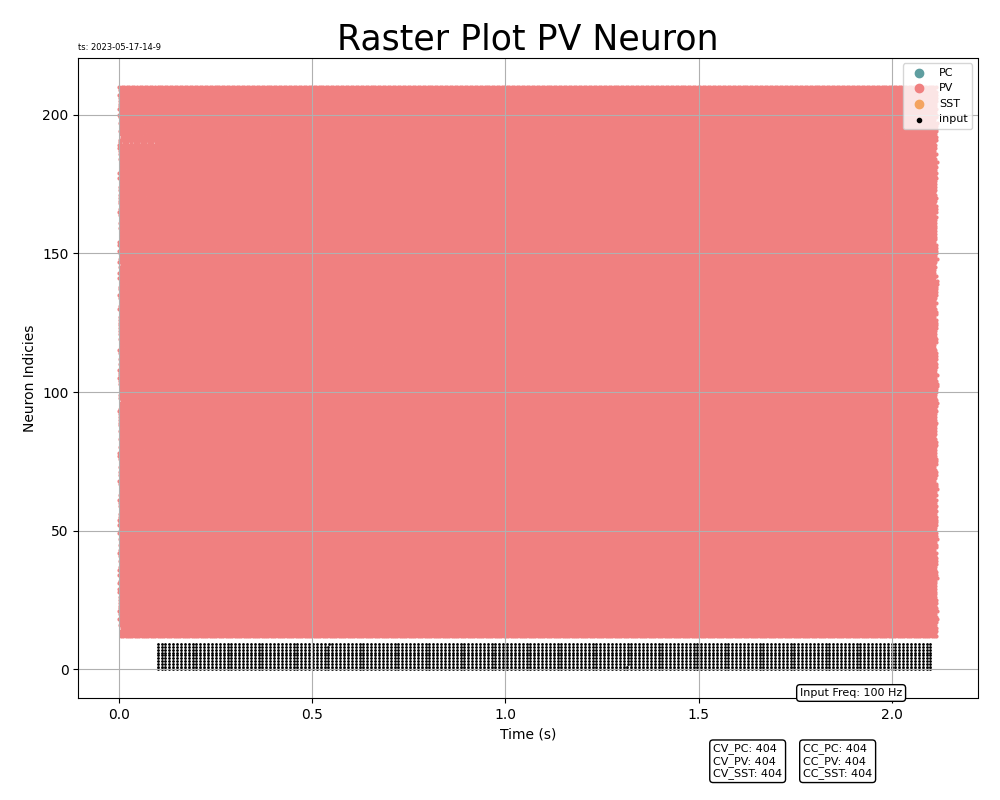 Raster Plot PV Neuron
ts: 2023-05-17-14-9
PC
PV
SST
input
200
150
100
50
0
Neuron Indicies
0.0 0.5 1.0 1.5 2.0
Time (s)
Input Freq: 100 Hz
CV_PC: 404
CV_PV: 404
CV_SST: 404
CC_PC: 404
CC_PV: 404
CC_SST: 404